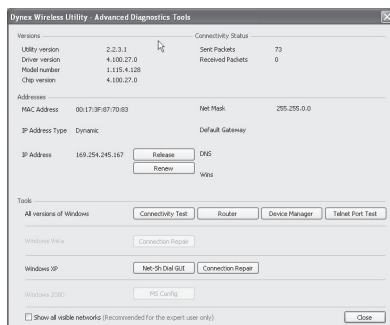 Dynex Wireless Utility - Advanced Diagnostics Tools
Versions
Connectivity Status
Utility version 2.2.3.1
Sent Packets 73
Driver version 4.100.27.0
Received Packets 0
Model number 1.115.4.128
Chip version 4.100.27.0
Addresses
MAC Address 00:17:3F:87:70:83
Net Mask 255.255.0.0
IP Address Type Dynamic
Default Gateway
IP Address 169.254.245.167 Release
DNS
Renew
Wins
Tools
All versions of Windows Connectivity Test Router Device Manager Telnet Port Test
Windows Vista Connection Repair
Windows XP Net-Sh Dial GUI Connection Repair
Windows 2000 MS Config
Show all visible networks (Recommended for the expert user only) Close